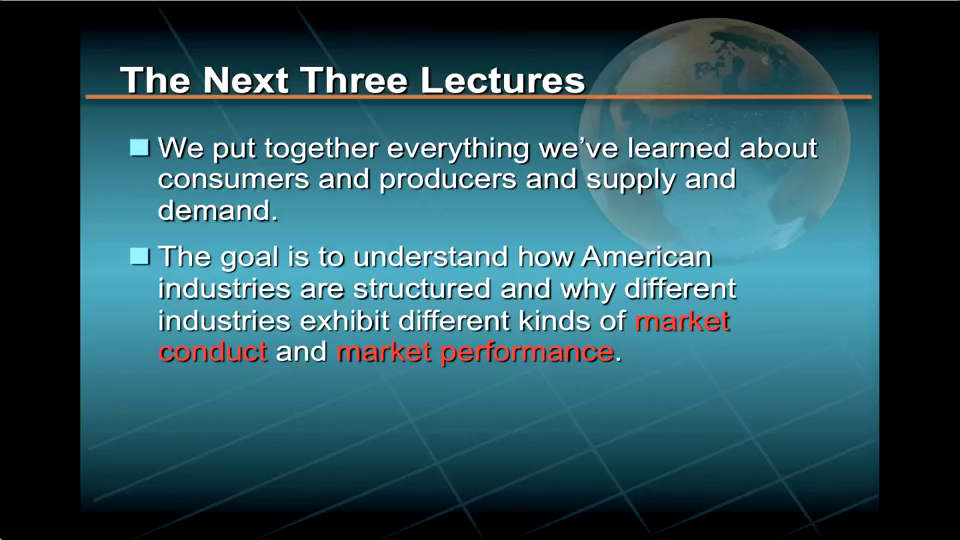 The Next Three Lectures
We put together everything we've learned about
consumers and producers and supply and
demand.
The goal is to understand how American
industries are structured and why different
industries exhibit different kinds of market
conduct and market performance.